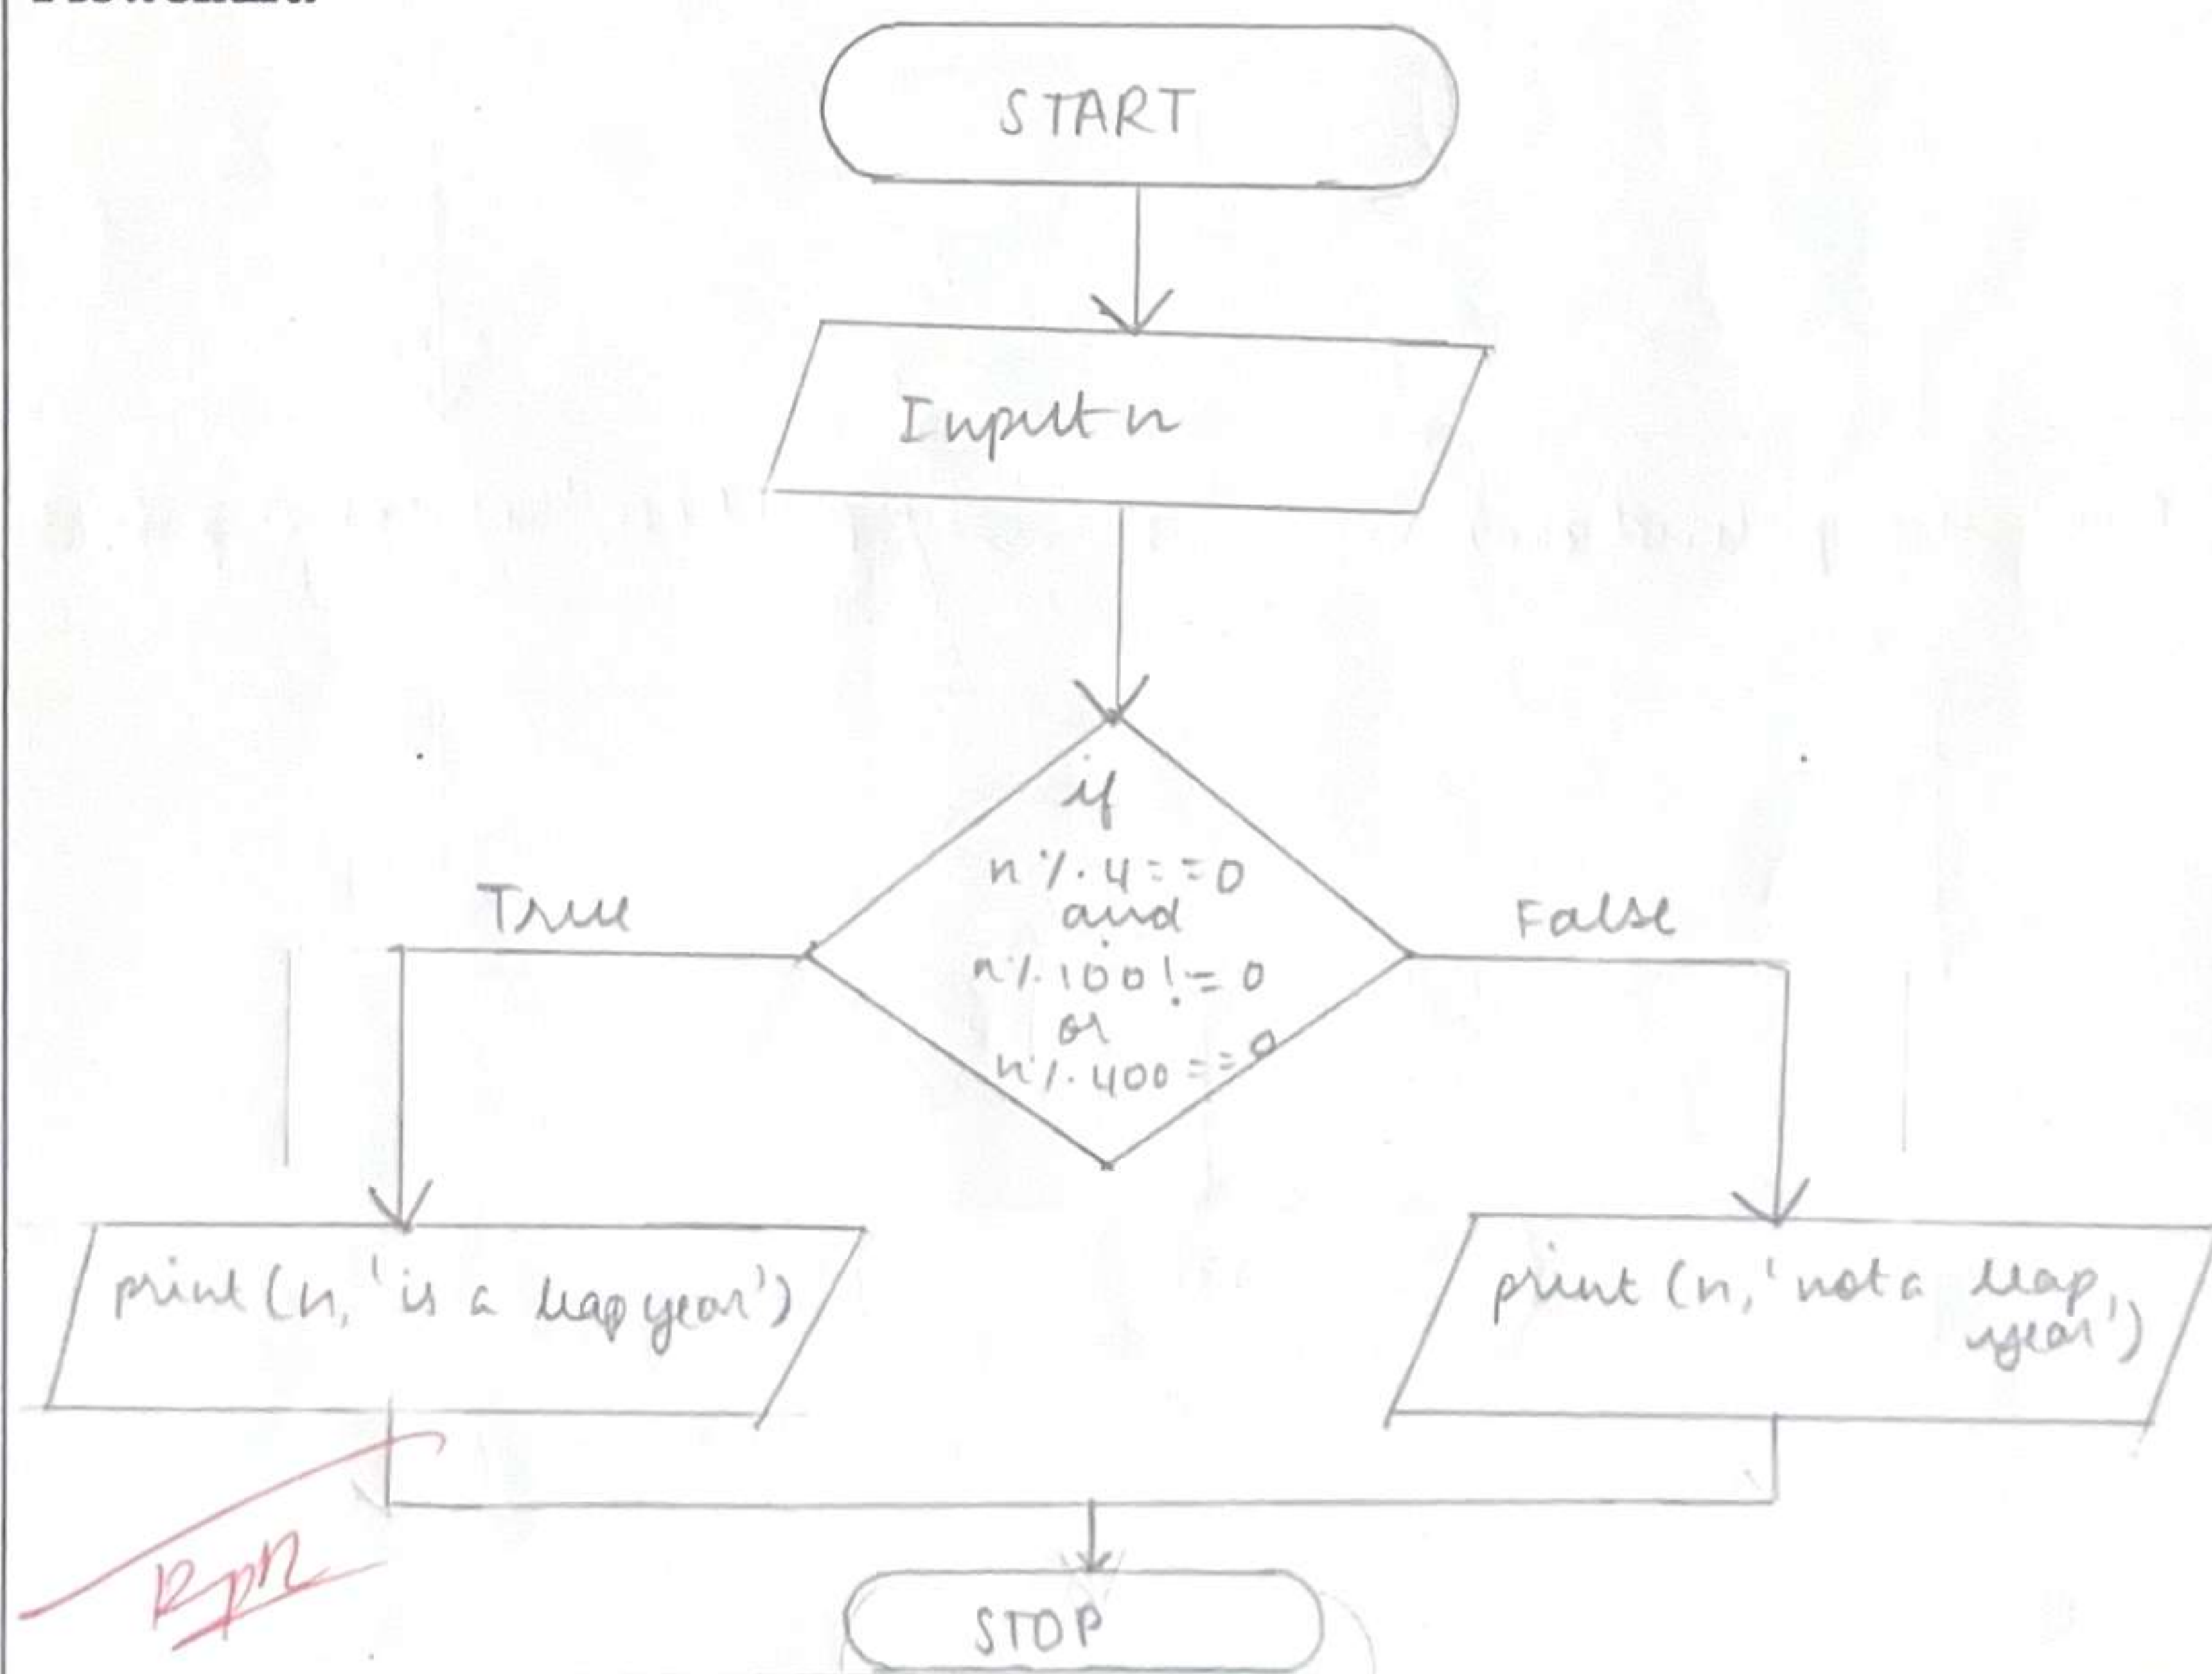 START
Input n
if
n % 4 == 0
and
n % 100 != 0
or
n % 400 == 0
True
False
print (n, 'is a leap year')
print (n, 'not a leap
year')
STOP